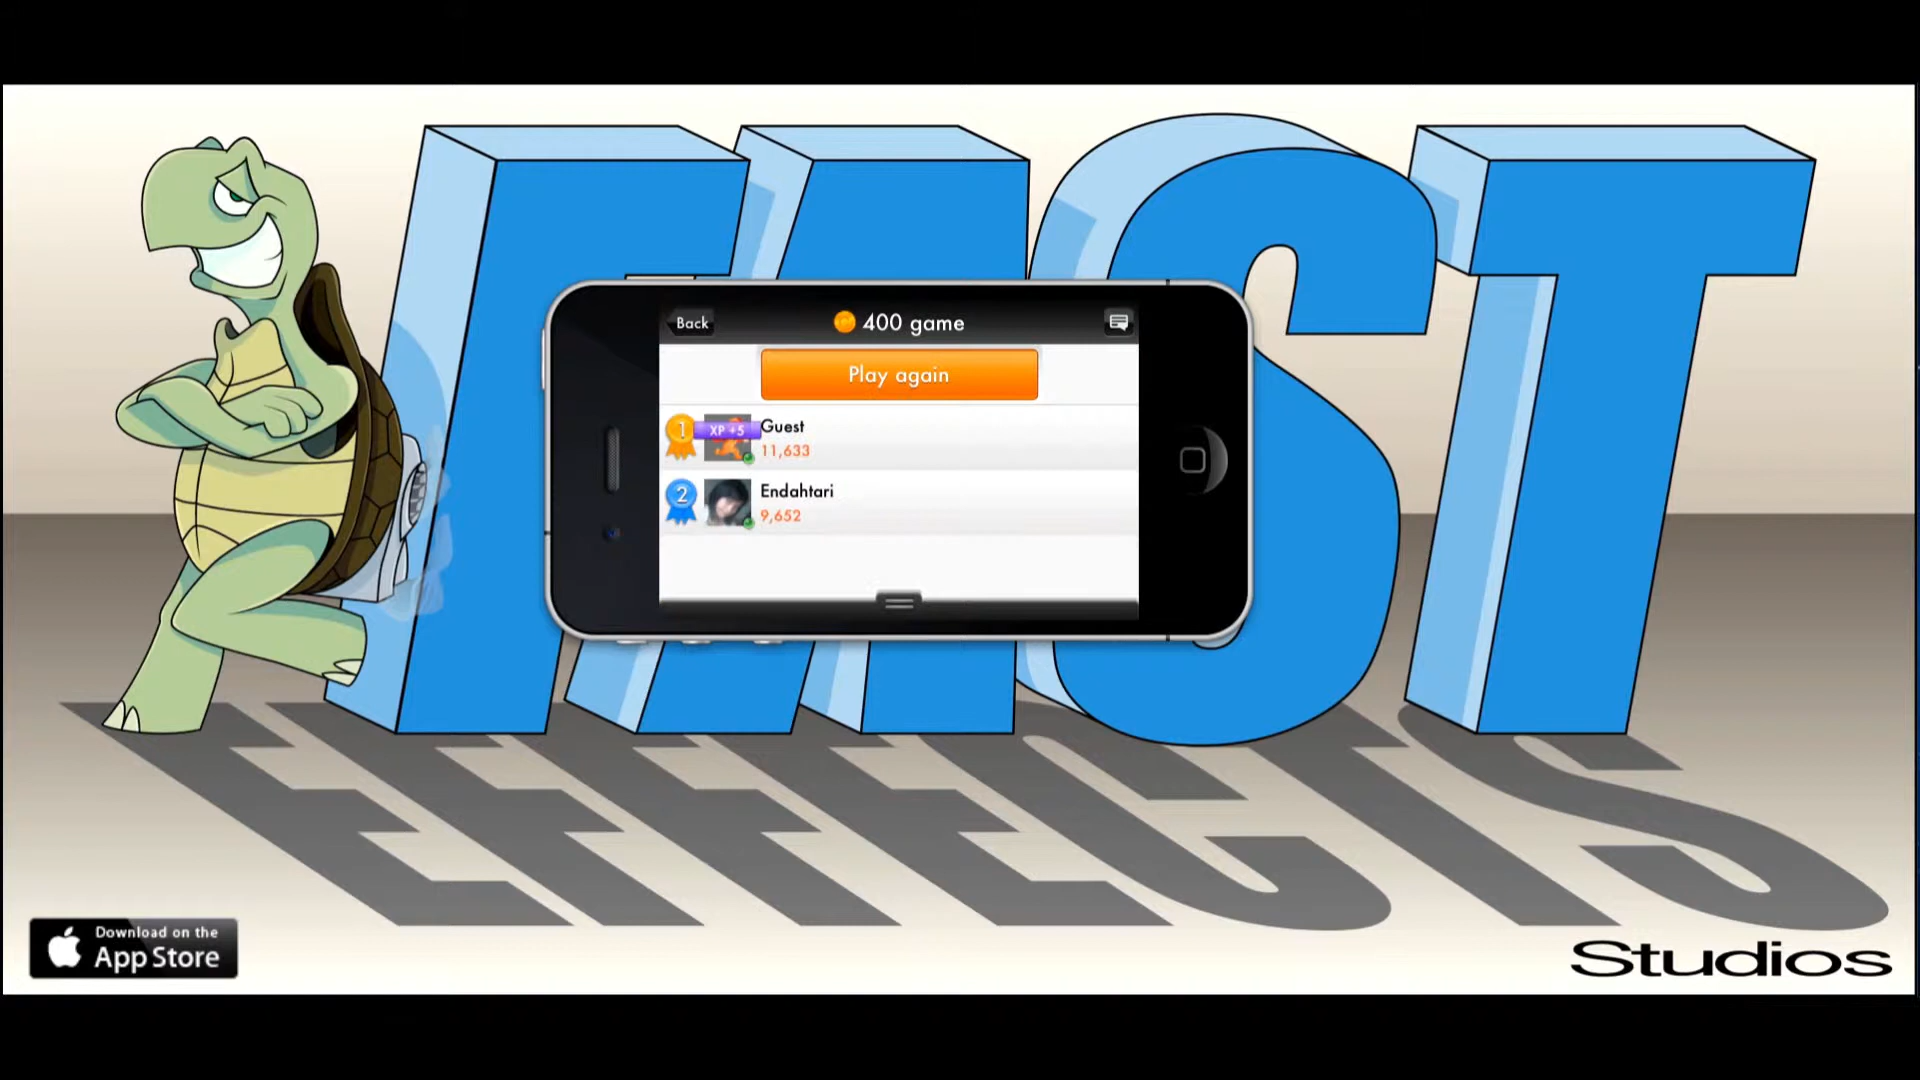 FAST
Back
400 game
Play again
1
XP +5
Guest
11,633
2
Endahtari
9,652
EFFECTS
Download on the
App Store
Studios